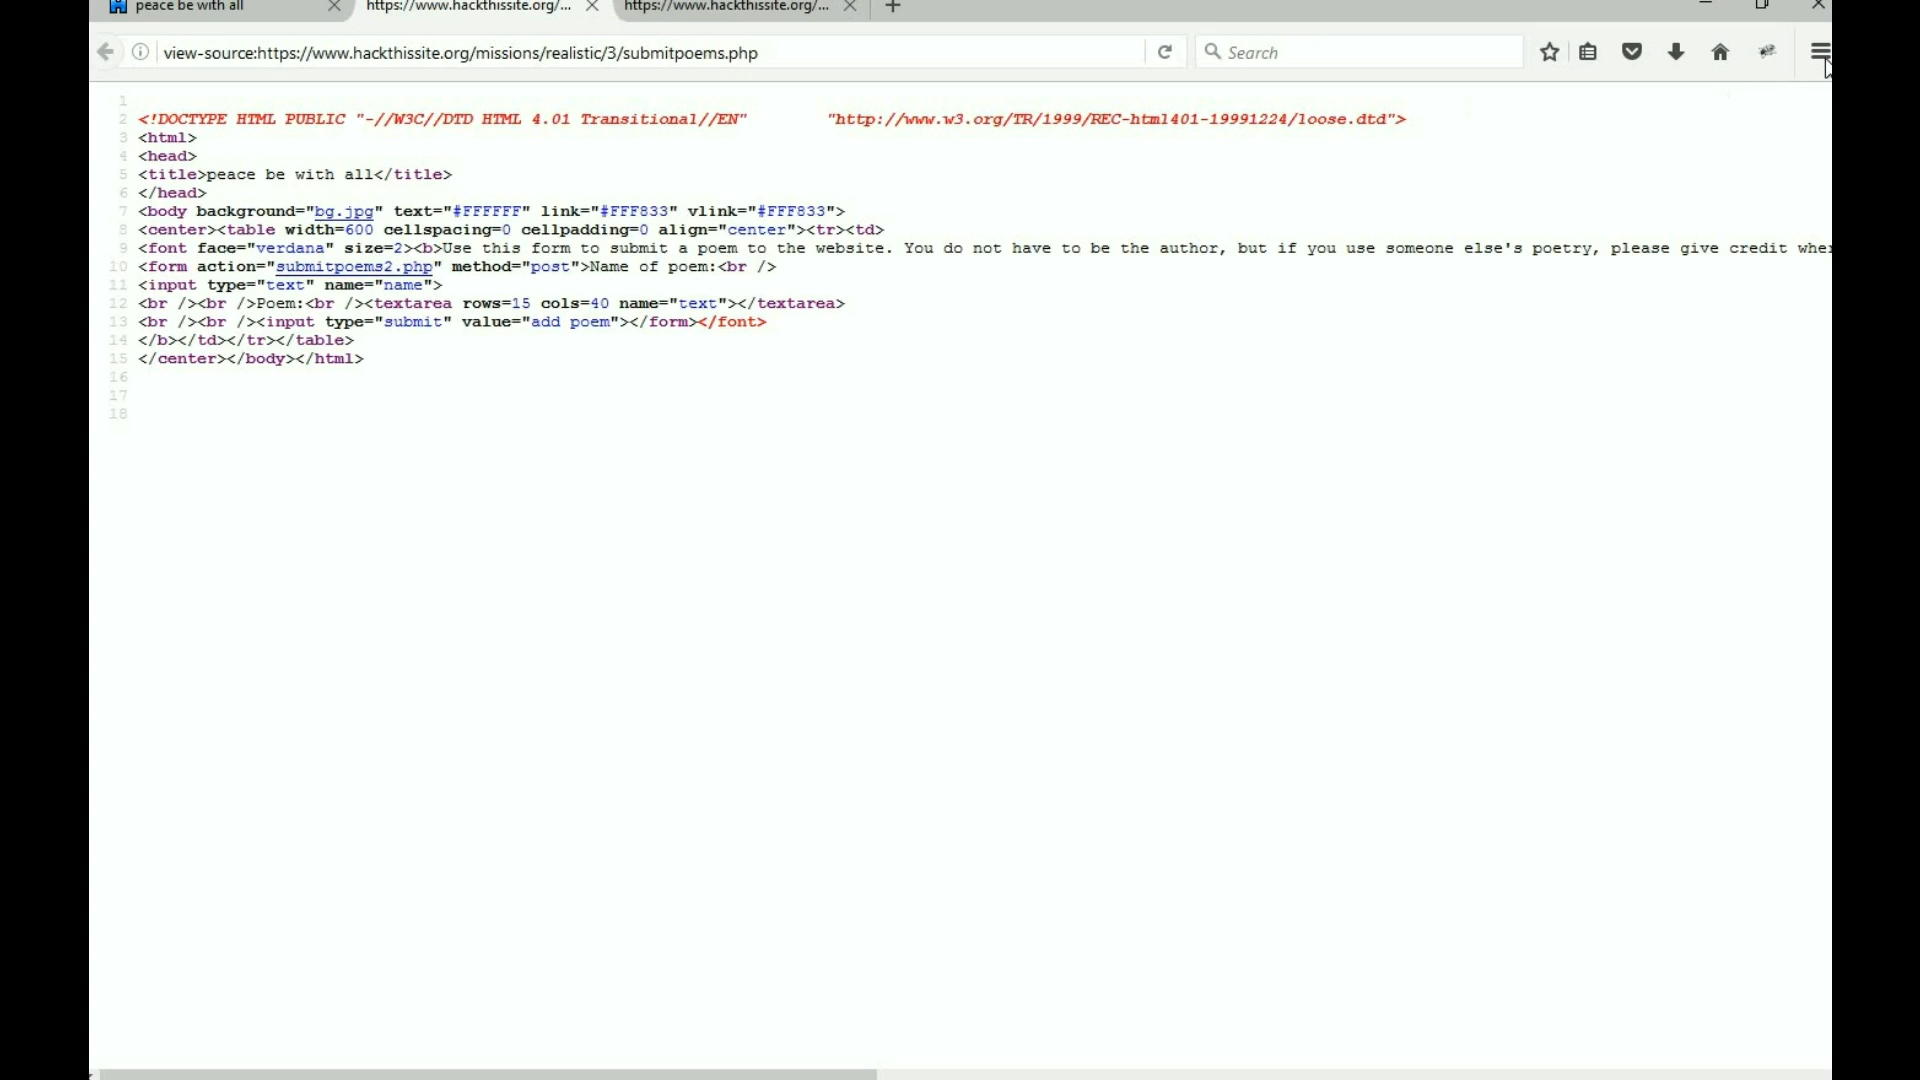 peace be with all
https://www.hackthissite.org/...
https://www.hackthissite.org/...
view-source:https://www.hackthissite.org/missions/realistic/3/submitpoems.php
Search
1
2 <!DOCTYPE HTML PUBLIC "-//W3C//DTD HTML 4.01 Transitional//EN" "http://www.w3.org/TR/1999/REC-html401-19991224/loose.dtd">
3 <html>
4 <head>
5 <title>peace be with all</title>
6 </head>
7 <body background="bg.jpg" text="#FFFFFF" link="#FFF833" vlink="#FFF833">
8 <center><table width=600 cellspacing=0 cellpadding=0 align="center"><tr><td>
9 <font face="verdana" size=2><b>Use this form to submit a poem to the website. You do not have to be the author, but if you use someone else's poetry, please give credit whe
10 <form action="submitpoems2.php" method="post">Name of poem:<br />
11 <input type="text" name="name">
12 <br /><br />Poem:<br /><textarea rows=15 cols=40 name="text"></textarea>
13 <br /><br /><input type="submit" value="add poem"></form></font>
14 </b></td></tr></table>
15 </center></body></html>
16
17
18